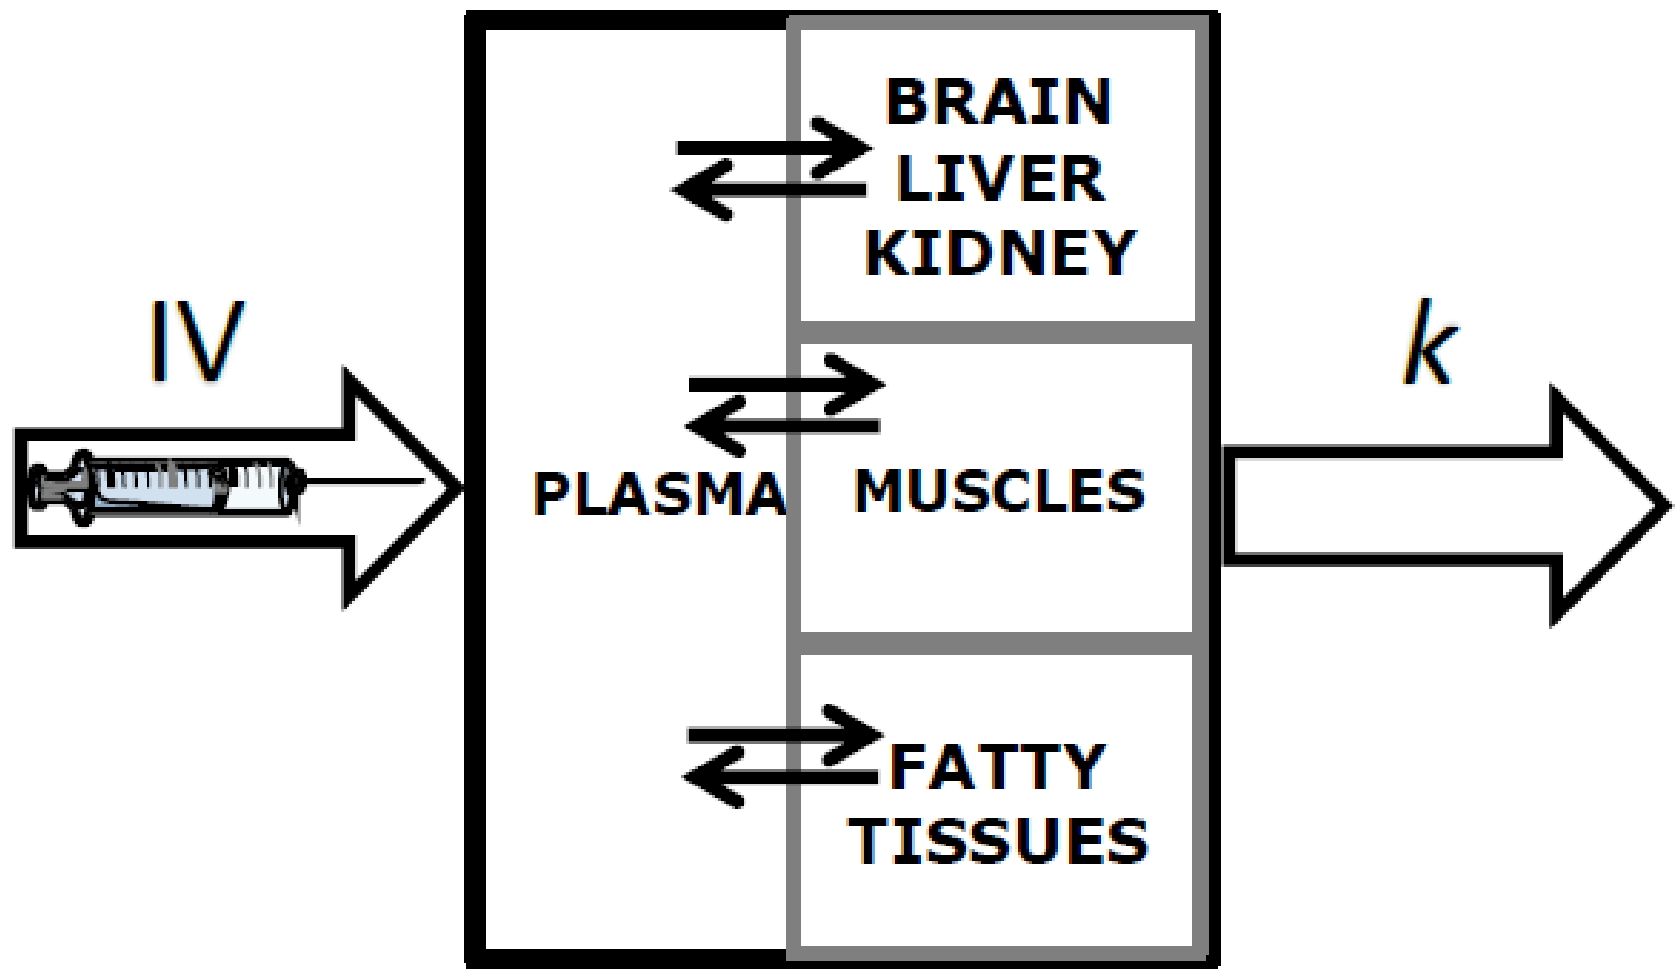 IV
PLASMA
BRAIN
LIVER
KIDNEY
MUSCLES
FATTY
TISSUES
k